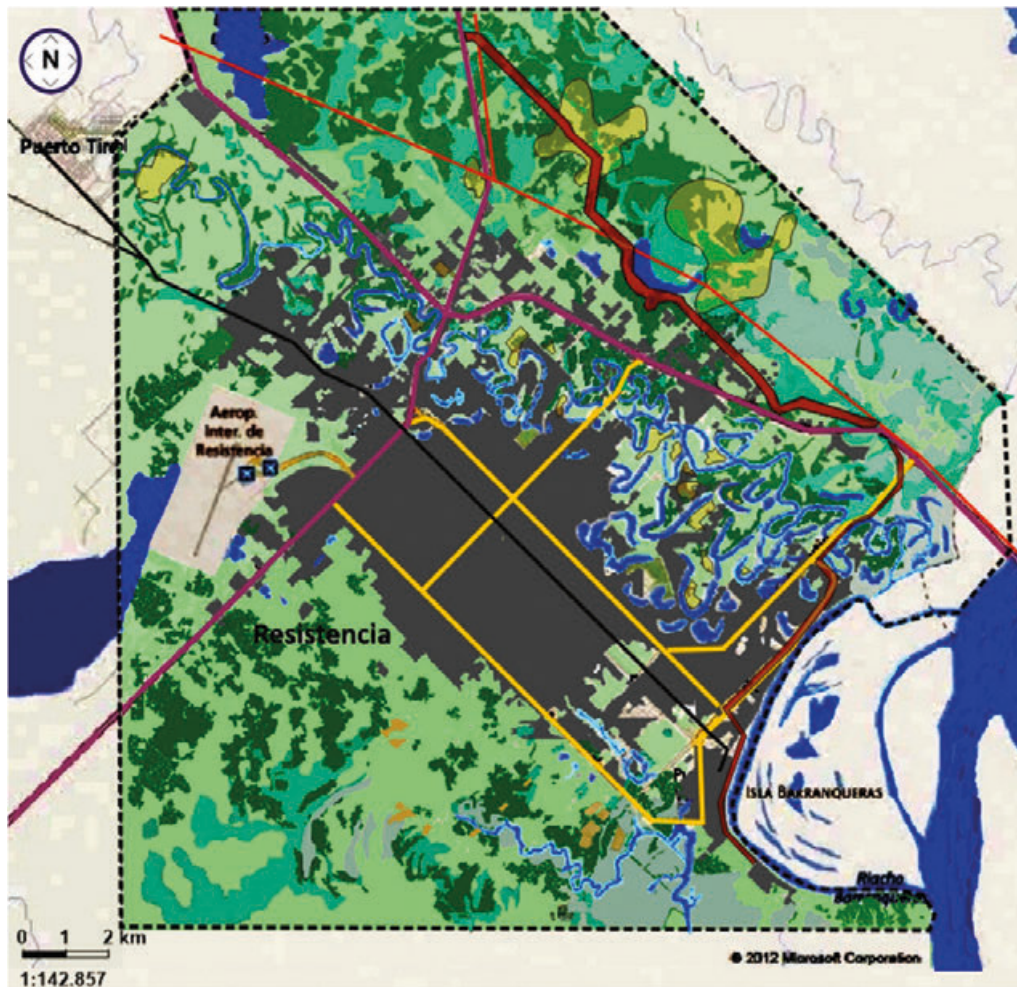 N
Puerto Tirol
Aerop.
Inter. de
Resistencia
Resistencia
ISLA BARRANQUERAS
Riacho
Barranqueras
0 1 2 km
1:142.857
© 2012 Microsoft Corporation